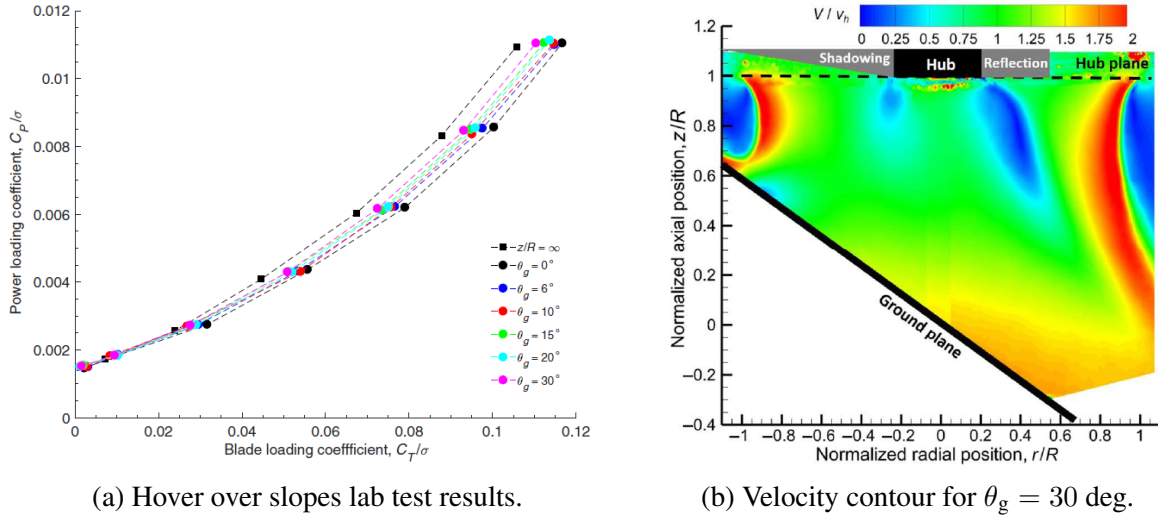 0.012
0.01
0.008
0.006
0.004
0.002
0
Power loading coefficient, C_P/σ
z/R = ∞
θ_g = 0°
θ_g = 6°
θ_g = 10°
θ_g = 15°
θ_g = 20°
θ_g = 30°
0 0.02 0.04 0.06 0.08 0.1 0.12
Blade loading coeffficient, C_T/σ
(a) Hover over slopes lab test results.
V / v_h
0 0.25 0.5 0.75 1 1.25 1.5 1.75 2
1.2
1
0.8
0.6
0.4
0.2
0
–0.2
–0.4
Normalized axial position, z/R
Shadowing
Hub
Reflection
Hub plane
Ground plane
–1 –0.8 –0.6 –0.4 –0.2 0 0.2 0.4 0.6 0.8 1
Normalized radial position, r/R
(b) Velocity contour for θ_g = 30 deg.